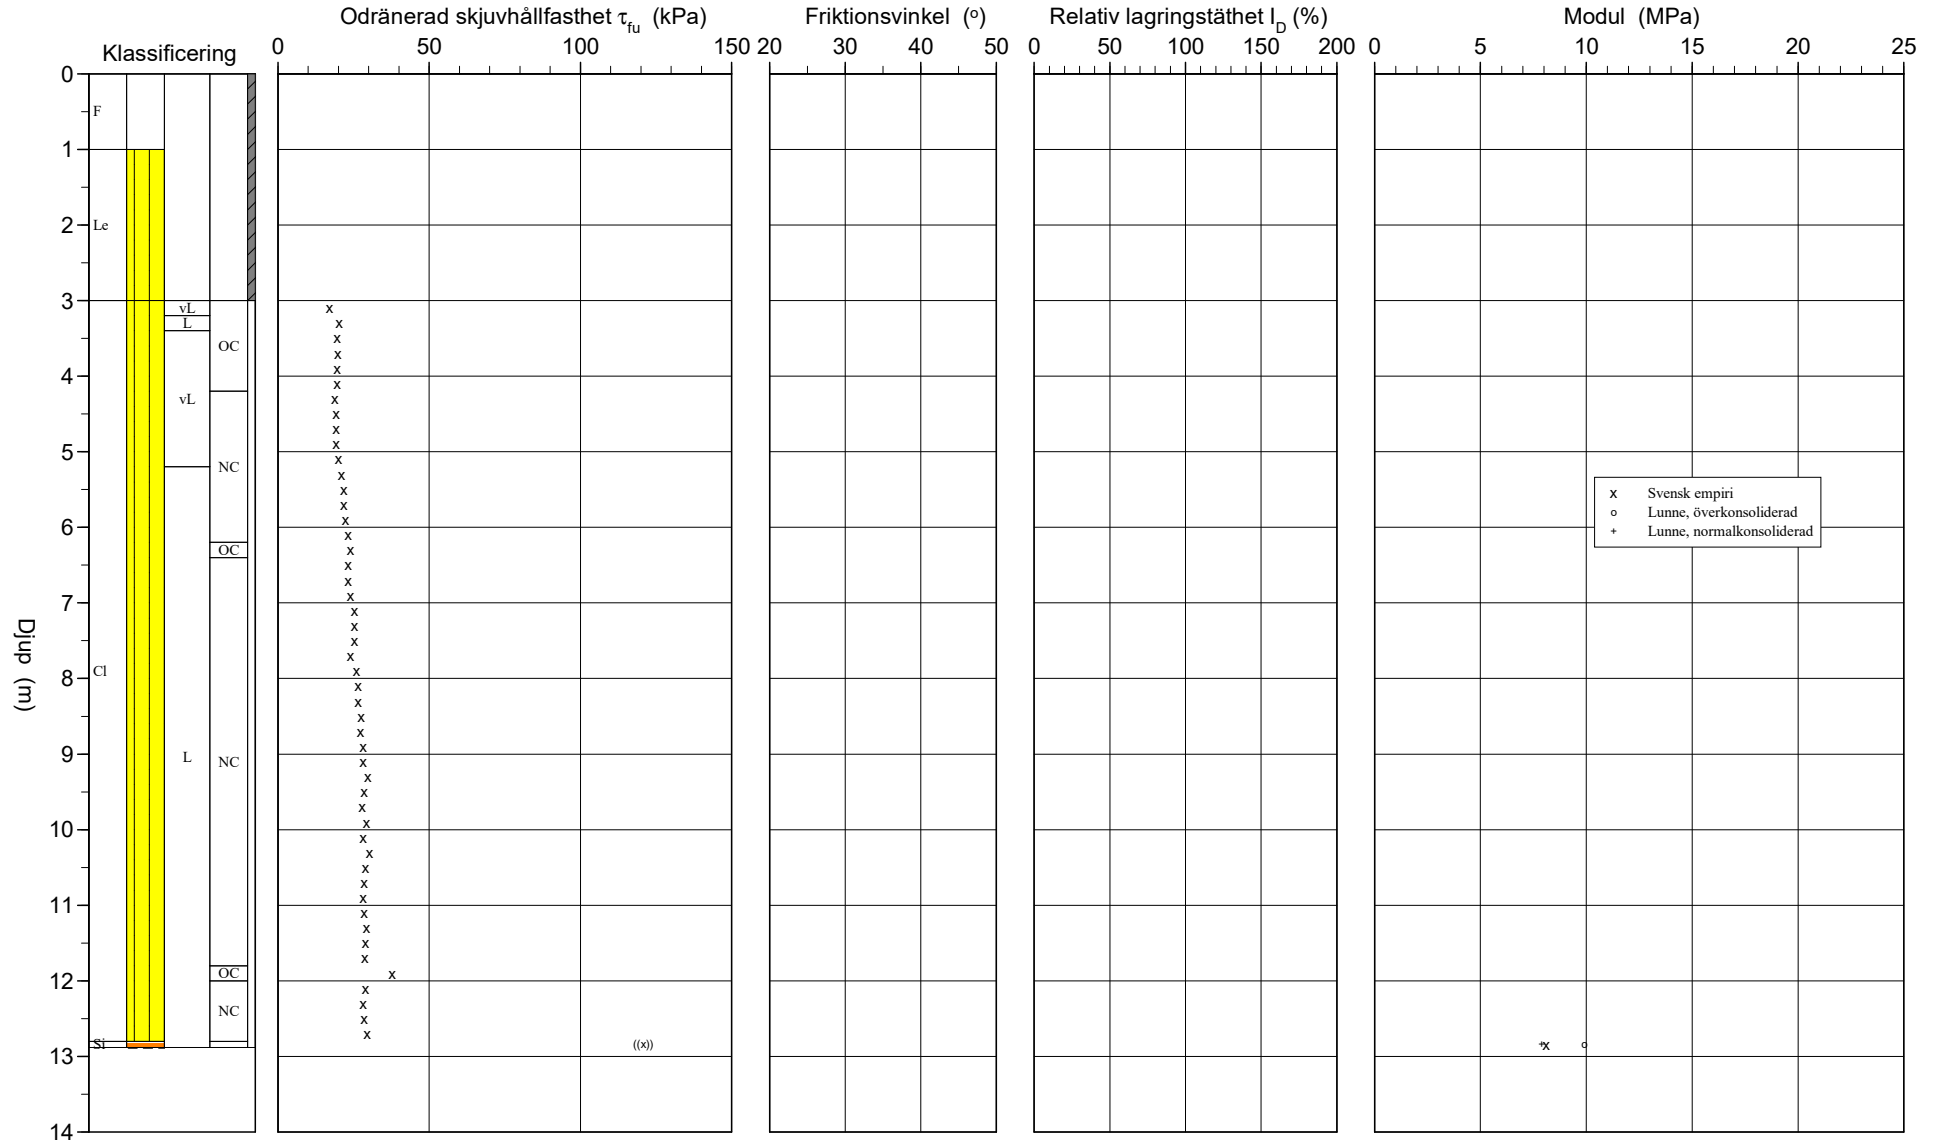 Odränerad skjuvhållfasthet τfu (kPa)
Friktionsvinkel (o)
Relativ lagringstäthet ID (%)
Modul (MPa)
Klassificering
0 50 100 150
20 30 40 50
0 50 100 150 200
0 5 10 15 20 25
Djup (m)
0
1
2
3
4
5
6
7
8
9
10
11
12
13
14
F
Le
Cl
Si
vL
L
vL
L
OC
NC
OC
NC
OC
NC
((x))
x Svensk empiri
o Lunne, överkonsoliderad
+ Lunne, normalkonsoliderad